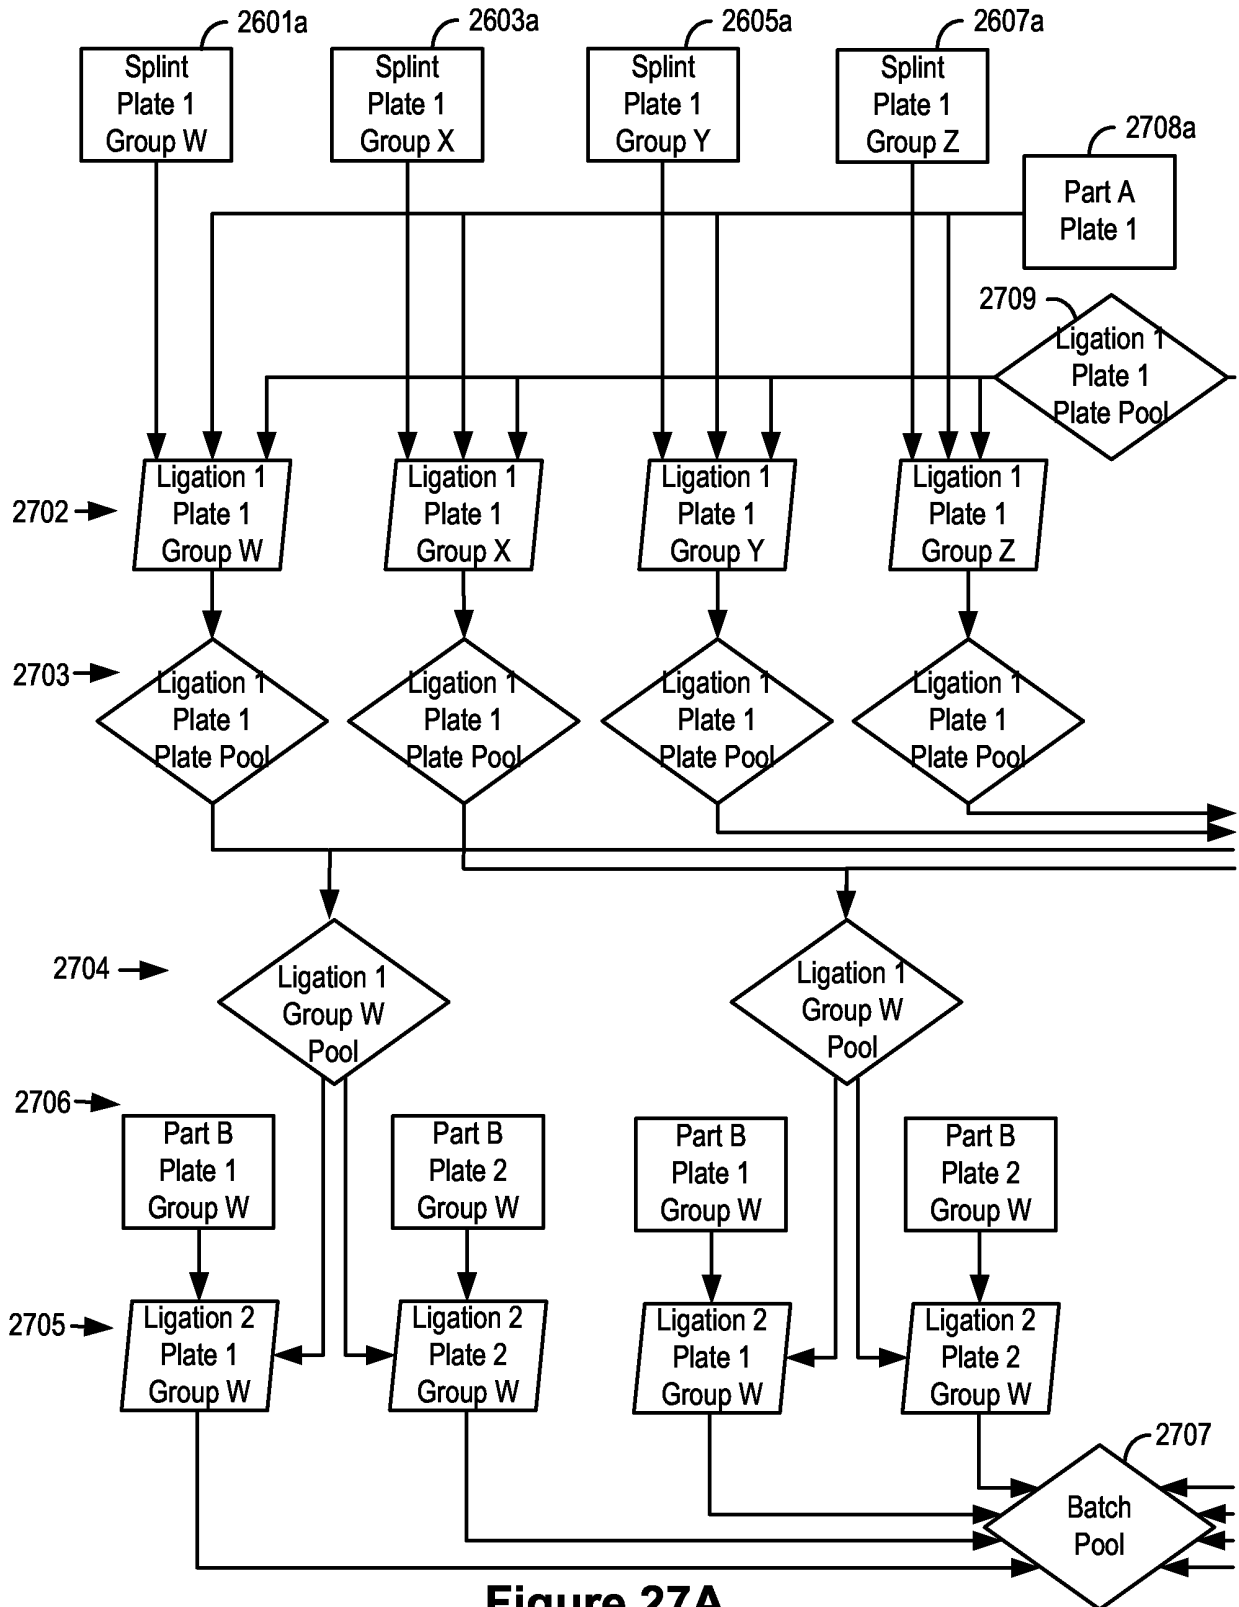 2601a
2603a
2605a
2607a
Splint
Plate 1
Group W
Splint
Plate 1
Group X
Splint
Plate 1
Group Y
Splint
Plate 1
Group Z
2708a
Part A
Plate 1
2709
Ligation 1
Plate 1
Plate Pool
2702
Ligation 1
Plate 1
Group W
Ligation 1
Plate 1
Group X
Ligation 1
Plate 1
Group Y
Ligation 1
Plate 1
Group Z
2703
Ligation 1
Plate 1
Plate Pool
Ligation 1
Plate 1
Plate Pool
Ligation 1
Plate 1
Plate Pool
Ligation 1
Plate 1
Plate Pool
2704
Ligation 1
Group W
Pool
Ligation 1
Group W
Pool
2706
Part B
Plate 1
Group W
Part B
Plate 2
Group W
Part B
Plate 1
Group W
Part B
Plate 2
Group W
2705
Ligation 2
Plate 1
Group W
Ligation 2
Plate 2
Group W
Ligation 2
Plate 1
Group W
Ligation 2
Plate 2
Group W
2707
Batch
Pool
Figure 27A